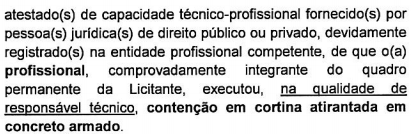 atestado(s) de capacidade técnico-profissional fornecido(s) por
pessoa(s) jurídica(s) de direito público ou privado, devidamente
registrado(s) na entidade profissional competente, de que o(a)
profissional, comprovadamente integrante do quadro
permanente da Licitante, executou, na qualidade de
responsável técnico, contenção em cortina atirantada em
concreto armado.